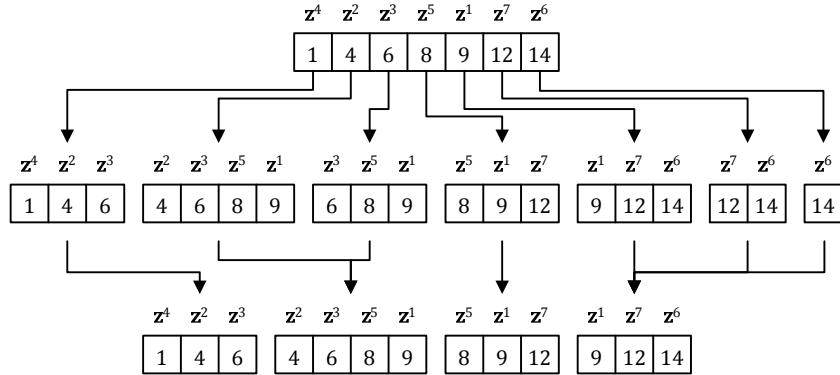 z⁴ z² z³ z⁵ z¹ z⁷ z⁶
1 4 6 8 9 12 14
z⁴ z² z³ z² z³ z⁵ z¹ z³ z⁵ z¹ z⁵ z¹ z⁷ z¹ z⁷ z⁶ z⁷ z⁶ z⁶
1 4 6 4 6 8 9 6 8 9 8 9 12 9 12 14 12 14 14
z⁴ z² z³ z² z³ z⁵ z¹ z⁵ z¹ z⁷ z¹ z⁷ z⁶
1 4 6 4 6 8 9 8 9 12 9 12 14